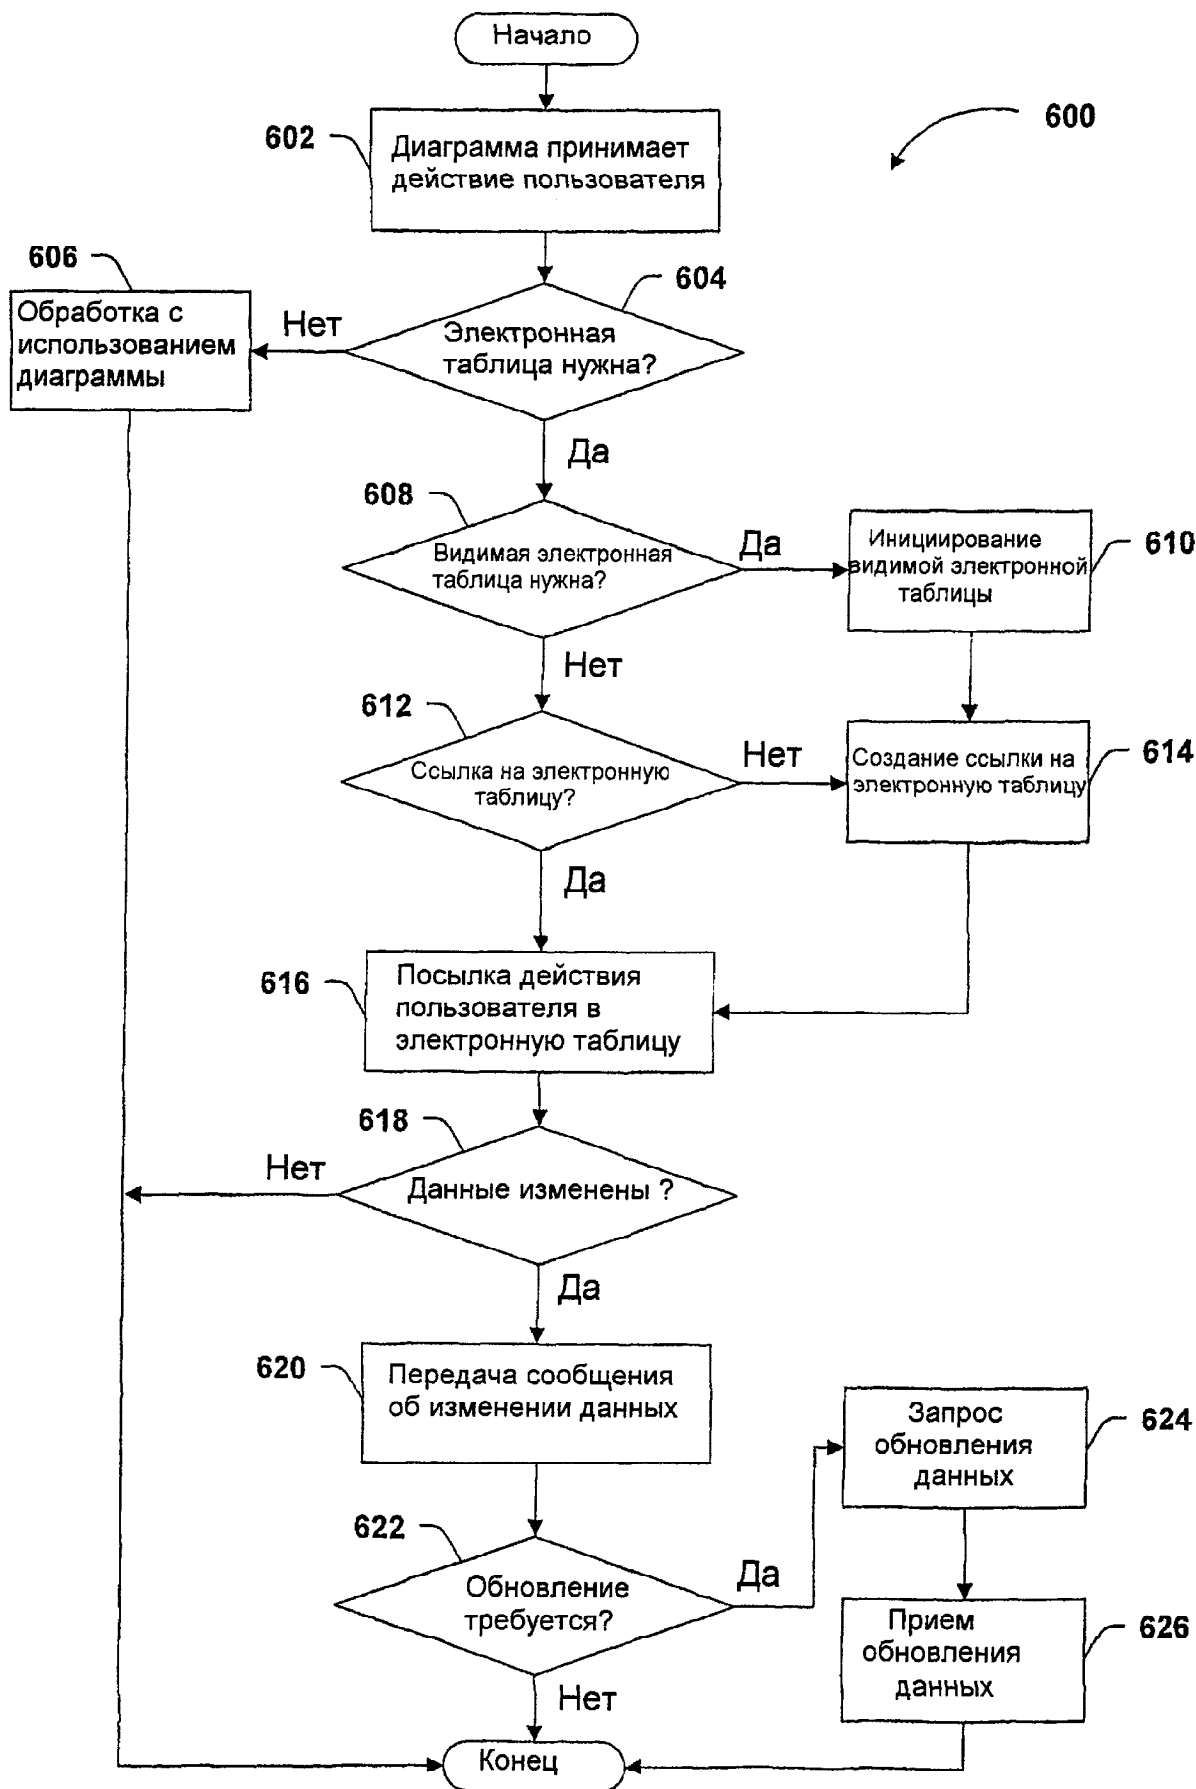 Начало
600
602
Диаграмма принимает
действие пользователя
606
604
Обработка с
использованием
диаграммы
Нет
Электронная
таблица нужна?
Да
608
Видимая электронная
таблица нужна?
Да
Инициирование
видимой электронной
таблицы
610
Нет
612
Ссылка на электронную
таблицу?
Нет
Создание ссылки на
электронную таблицу
614
Да
616
Посылка действия
пользователя в
электронную таблицу
618
Нет
Данные изменены ?
Да
620
Передача сообщения
об изменении данных
Запрос
обновления
данных
624
622
Обновление
требуется?
Да
Прием
обновления
данных
626
Нет
Конец